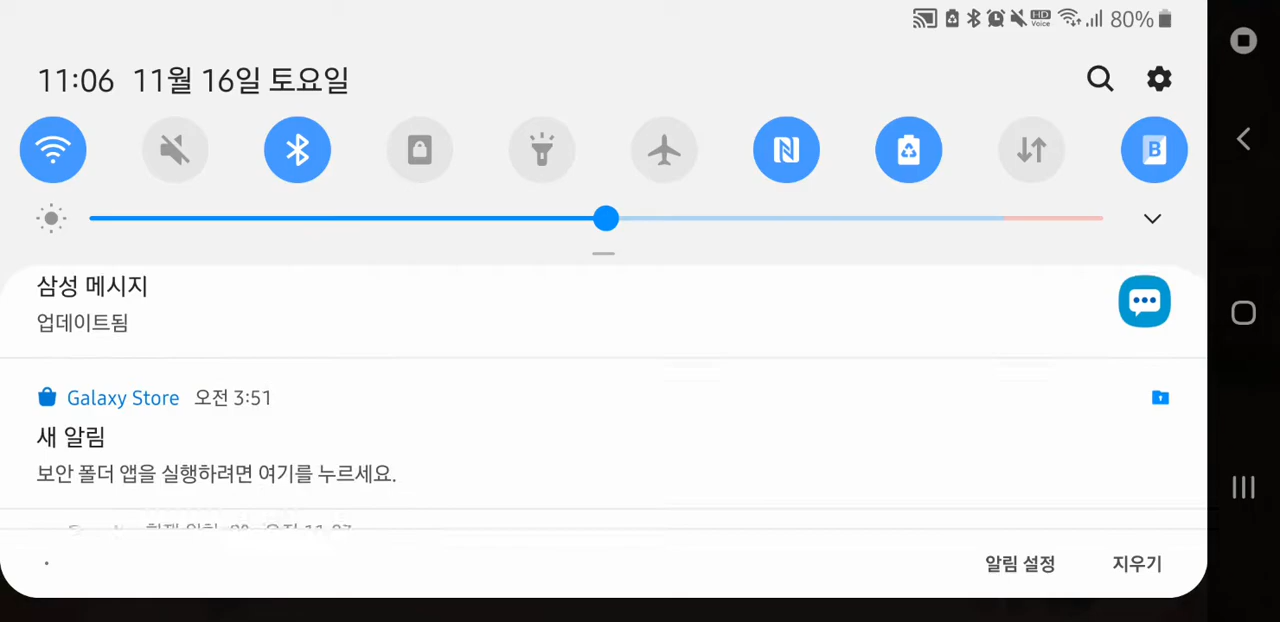 HD Voice 80%
11:06 11월 16일 토요일
B
삼성 메시지
업데이트됨
Galaxy Store 오전 3:51
새 알림
보안 폴더 앱을 실행하려면 여기를 누르세요.
알림 설정 지우기